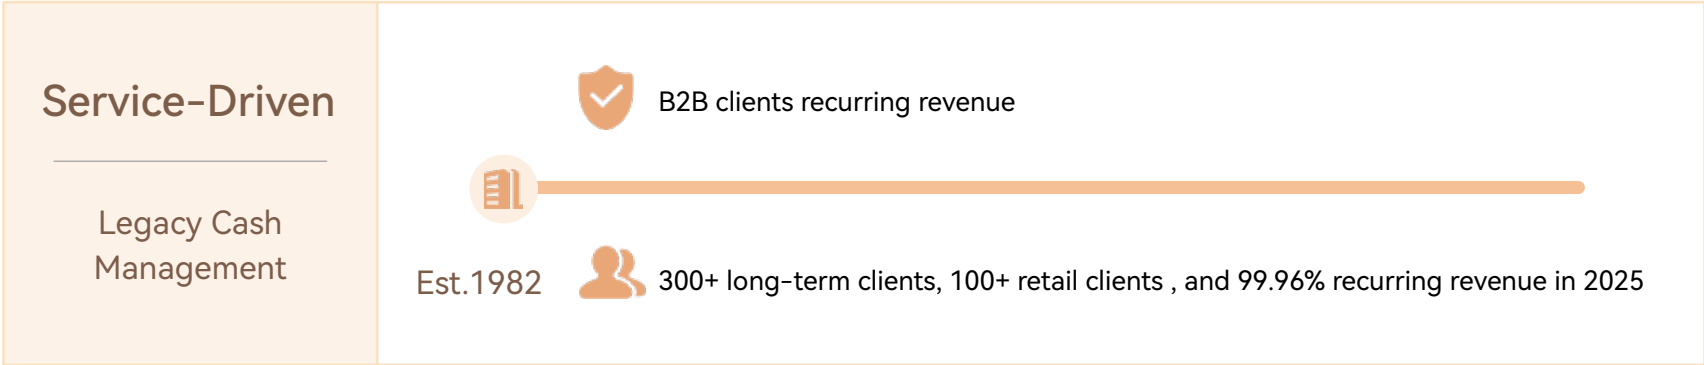 Service-Driven
Legacy Cash
Management
B2B clients recurring revenue
Est.1982
300+ long-term clients, 100+ retail clients , and 99.96% recurring revenue in 2025